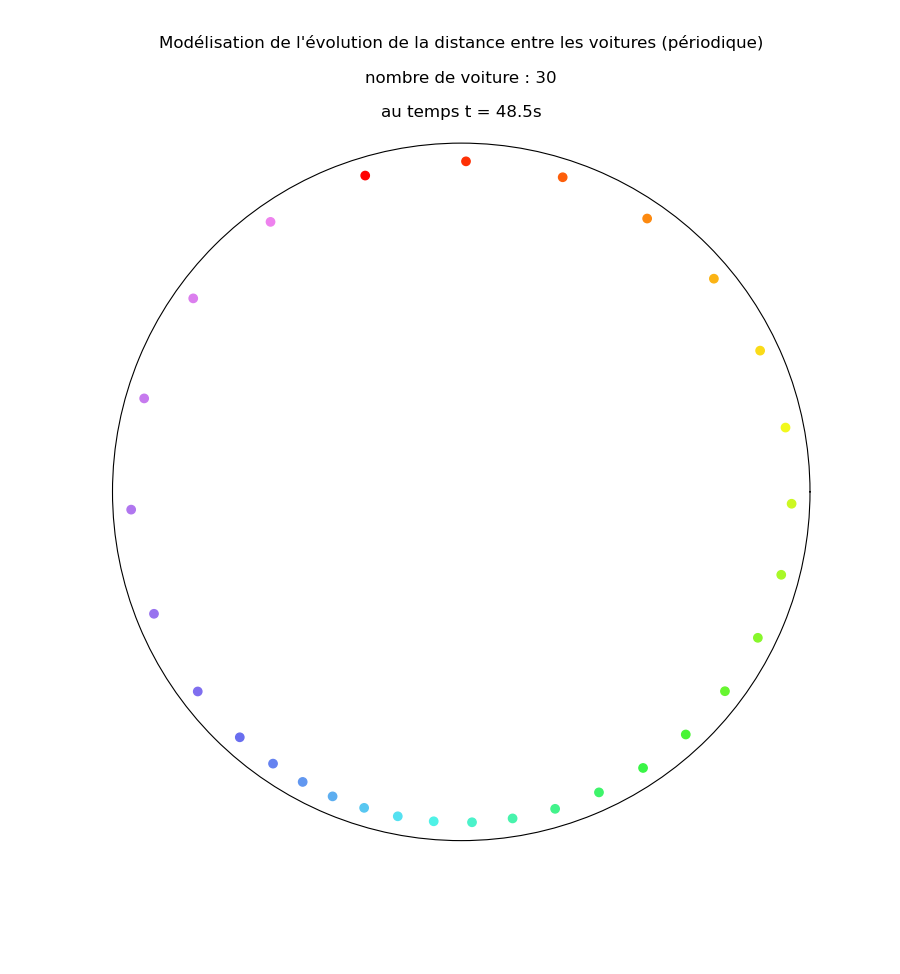 Modélisation de l'évolution de la distance entre les voitures (périodique)
nombre de voiture : 30
au temps t = 48.5s